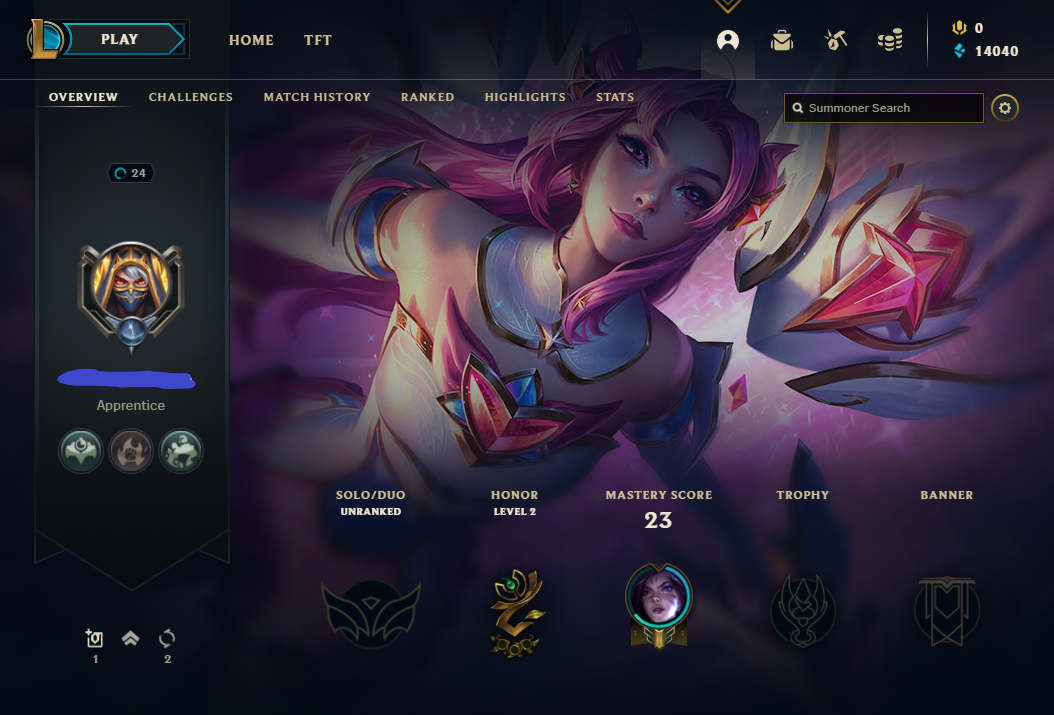 PLAY
HOME
TFT
0
14040
OVERVIEW
CHALLENGES
MATCH HISTORY
RANKED
HIGHLIGHTS
STATS
Summoner Search
24
Apprentice
SOLO/DUO
UNRANKED
HONOR
LEVEL 2
MASTERY SCORE
23
TROPHY
BANNER
1
2